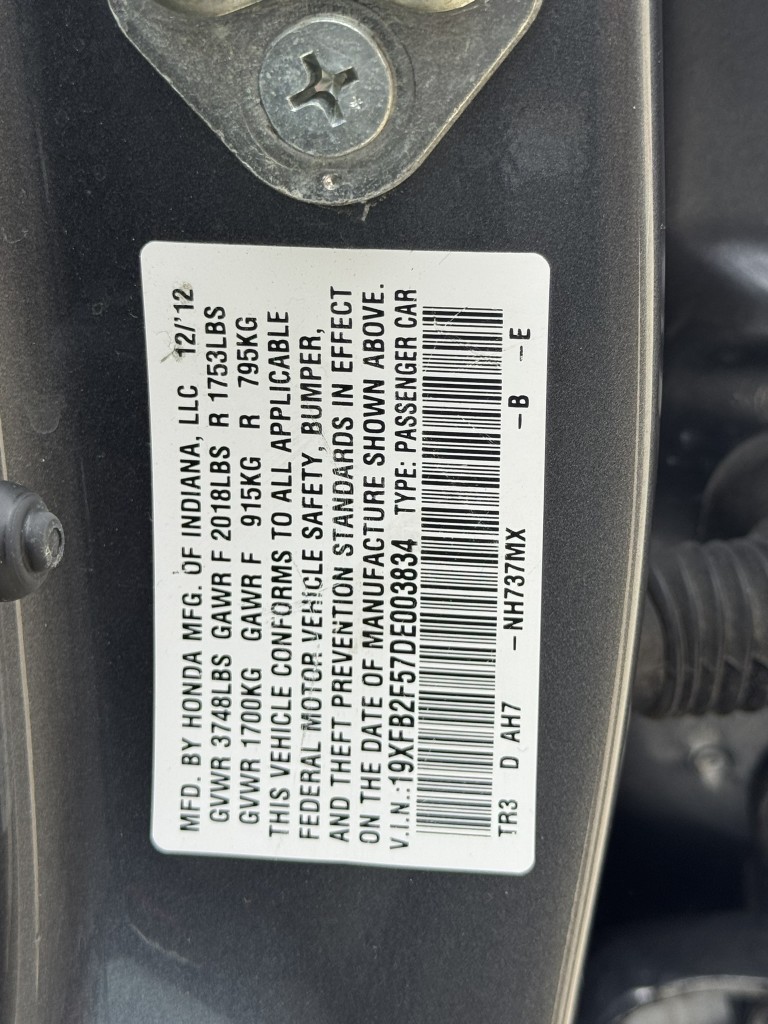 MFD. BY HONDA MFG. OF INDIANA, LLC 12/'12
GVWR 3748LBS GAWR F 2018LBS R 1753LBS
GVWR 1700KG GAWR F 915KG R 795KG
THIS VEHICLE CONFORMS TO ALL APPLICABLE
FEDERAL MOTOR VEHICLE SAFETY, BUMPER,
AND THEFT PREVENTION STANDARDS IN EFFECT
ON THE DATE OF MANUFACTURE SHOWN ABOVE.
V.I.N.:19XFB2F57DE003834 TYPE: PASSENGER CAR
TR3 D AH7 -NH737MX -B -E